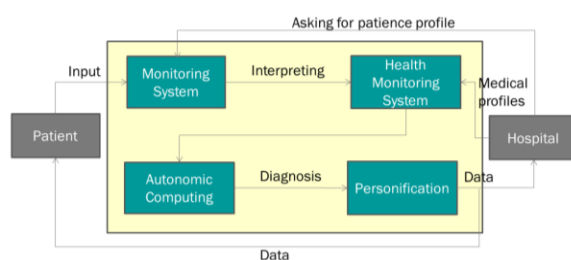 Asking for patience profile
Input
Monitoring
System
Interpreting
Health
Monitoring
System
Medical
profiles
Patient
Hospital
Autonomic
Computing
Diagnosis
Personification
Data
Data